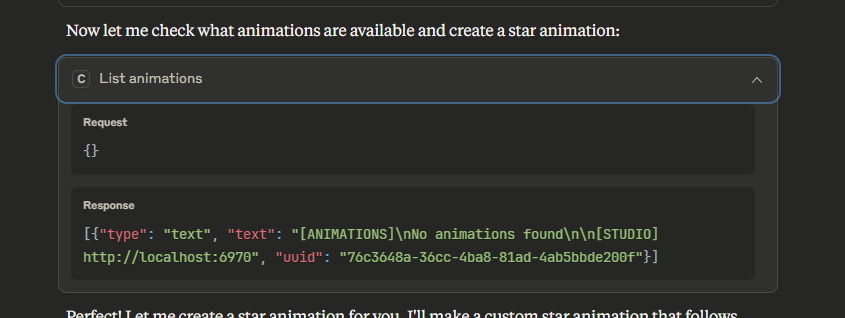 Now let me check what animations are available and create a star animation:
C List animations
Request
{}
Response
[{"type": "text", "text": "[ANIMATIONS]\nNo animations found\n\n[STUDIO]
http://localhost:6970", "uuid": "76c3648a-36cc-4ba8-81ad-4ab5bbde200f"}]
Perfect! Let me create a star animation for you. I'll make a custom star animation that follows